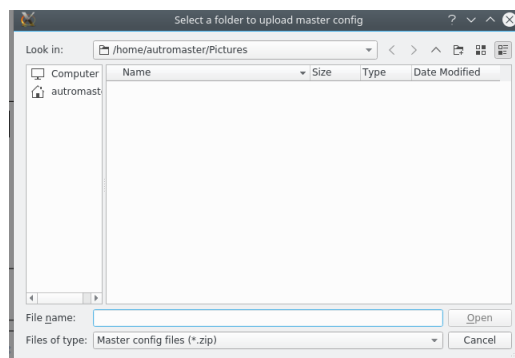 Select a folder to upload master config
Look in: /home/autromaster/Pictures
Computer
autromast
Name Size Type Date Modified
File name: Open
Files of type: Master config files (*.zip) Cancel